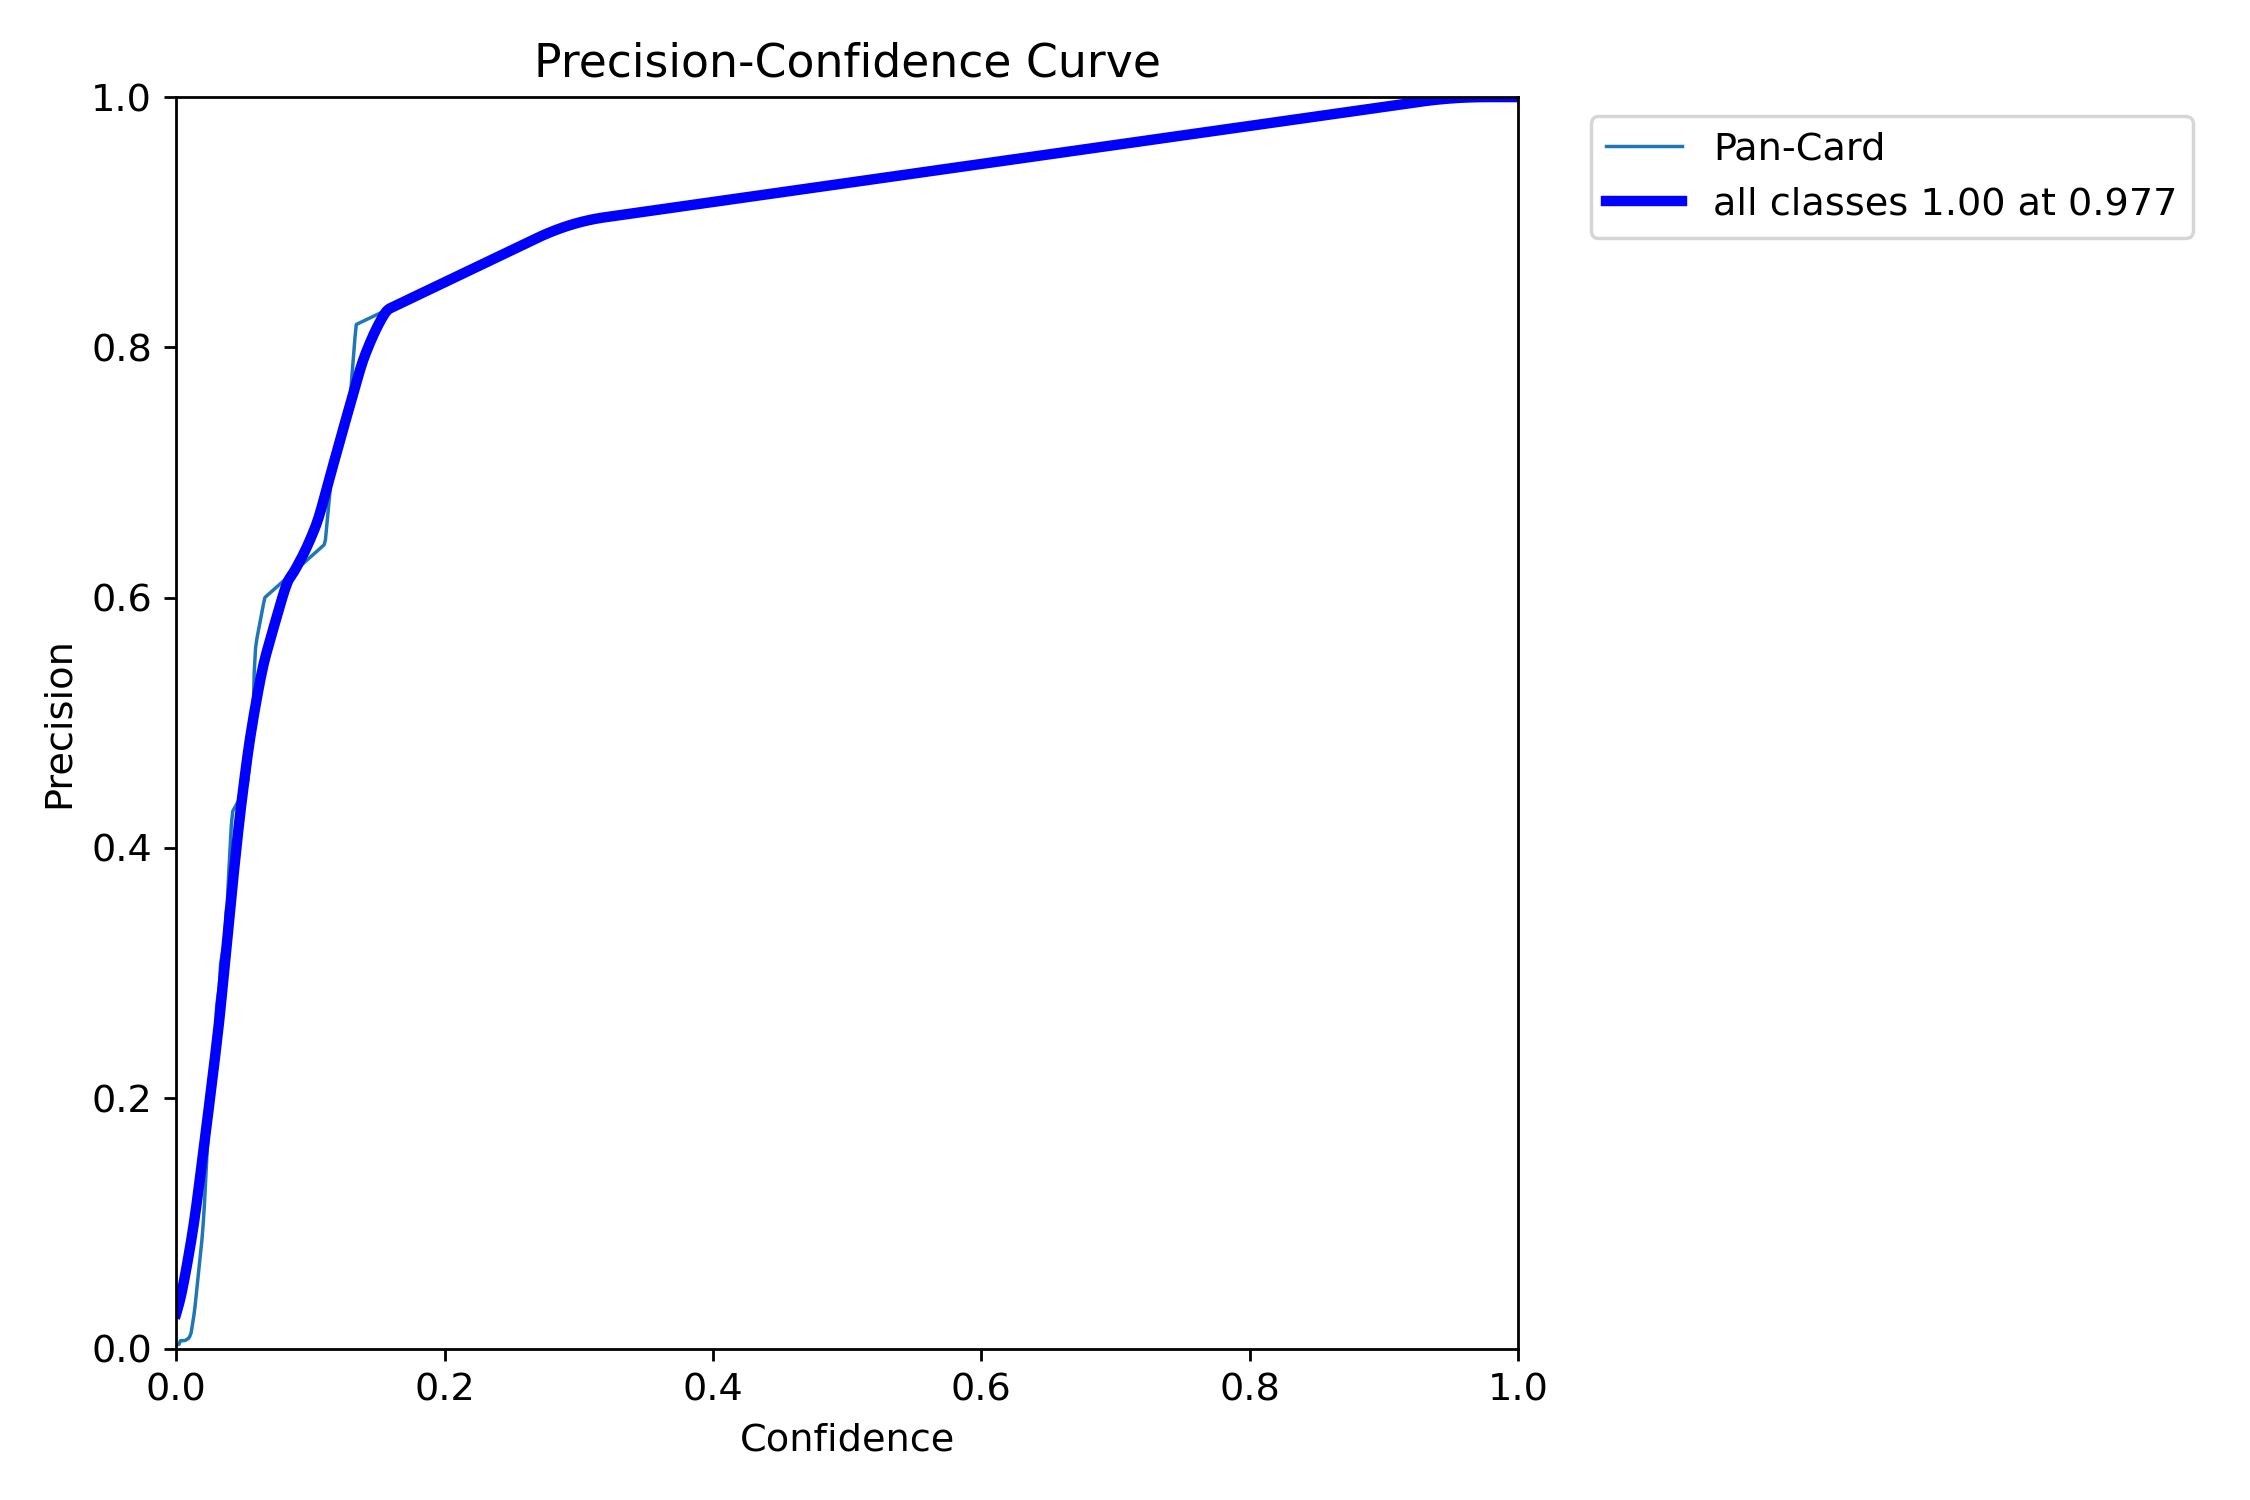 Precision-Confidence Curve
Pan-Card
all classes 1.00 at 0.977
1.0
0.8
0.6
0.4
0.2
0.0
Precision
0.0 0.2 0.4 0.6 0.8 1.0
Confidence